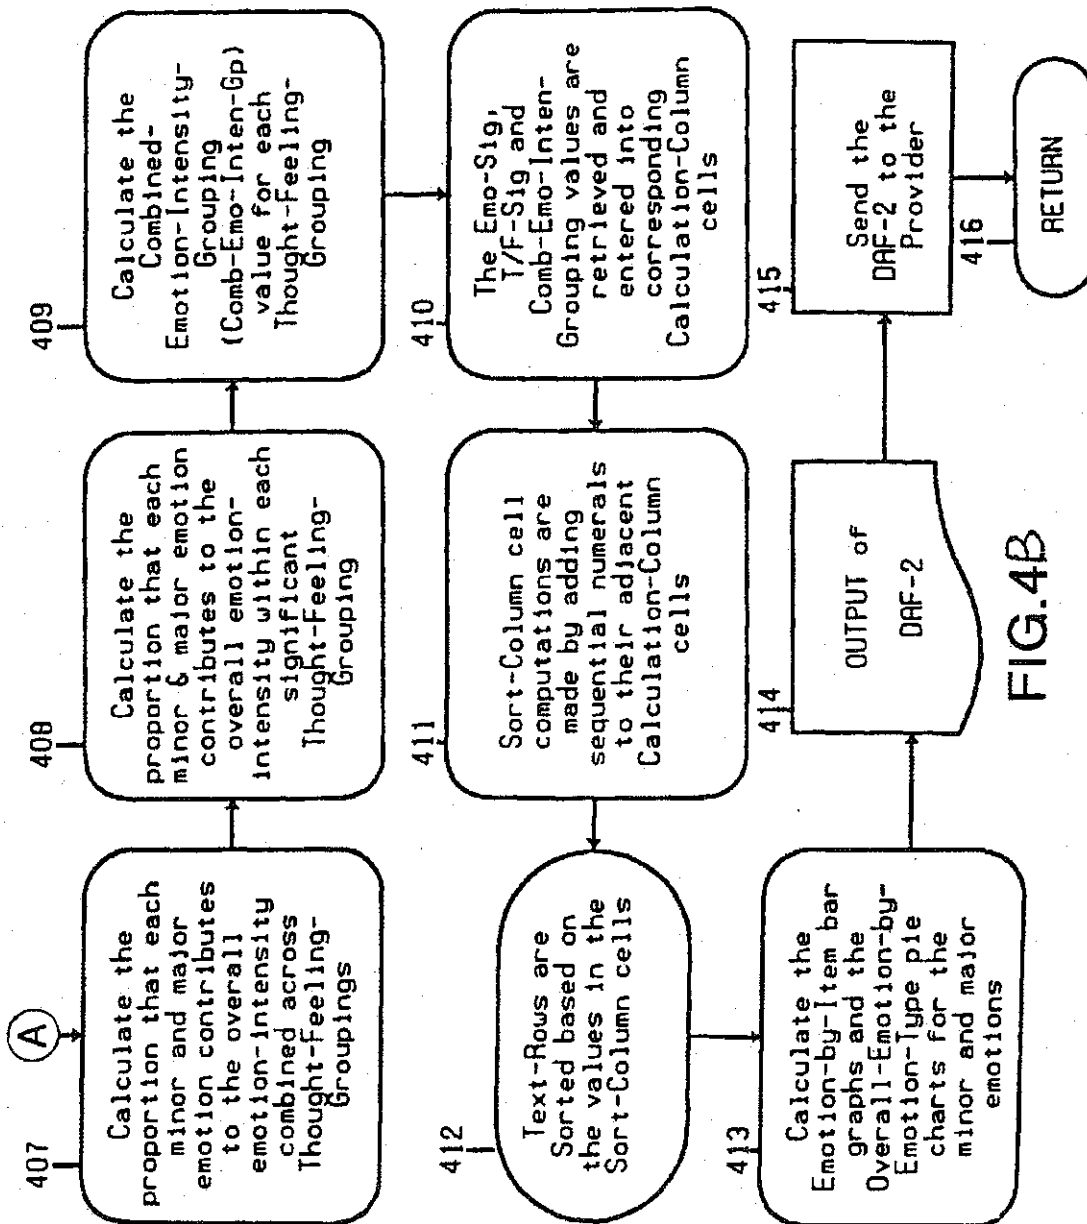 A
407
Calculate the
proportion that each
minor and major
emotion contributes
to the overall
emotion-intensity
combined across
Thought-Feeling-
Groupings
408
Calculate the
proportion that each
minor & major emotion
contributes to the
overall emotion-
intensity within each
significant
Thought-Feeling-
Grouping
409
Calculate the
Combined-
Emotion-Intensity-
Grouping
(Comb-Emo-Inten-Gp)
value for each
Thought-Feeling-
Grouping
410
The Emo-Sig,
T/F-Sig and
Comb-Emo-Inten-
Grouping values are
retrieved and
entered into
corresponding
Calculation-Column
cells
411
Sort-Column cell
computations are
made by adding
sequential numerals
to their adjacent
Calculation-Column
cells
412
Text-Rows are
Sorted based on
the values in the
Sort-Column cells
413
Calculate the
Emotion-by-Item bar
graphs and the
Overall-Emotion-by-
Emotion-Type pie
charts for the
minor and major
emotions
414
OUTPUT of
DAF-2
415
Send the
DAF-2 to the
Provider
416
RETURN
FIG.4B